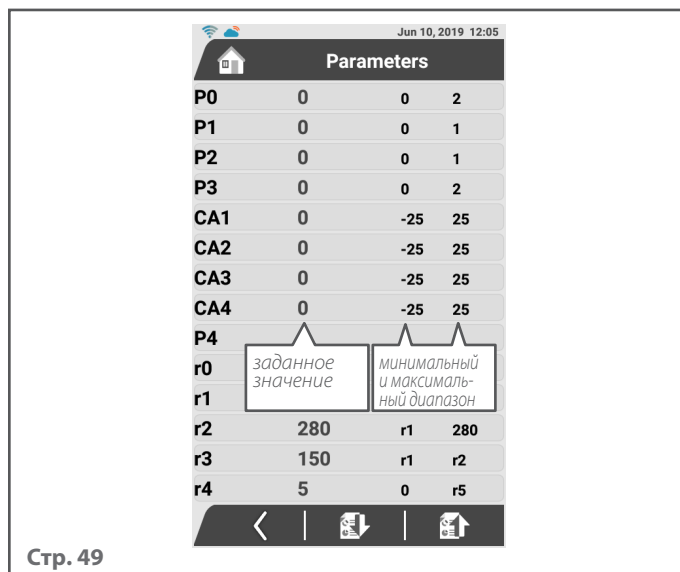 Jun 10, 2019 12:05
Parameters
P0 0 0 2
P1 0 0 1
P2 0 0 1
P3 0 0 2
CA1 0 -25 25
CA2 0 -25 25
CA3 0 -25 25
CA4 0 -25 25
P4
r0
r1
заданное
значение
минимальный
и максималь-
ный диапазон
r2 280 r1 280
r3 150 r1 r2
r4 5 0 r5
Стр. 49